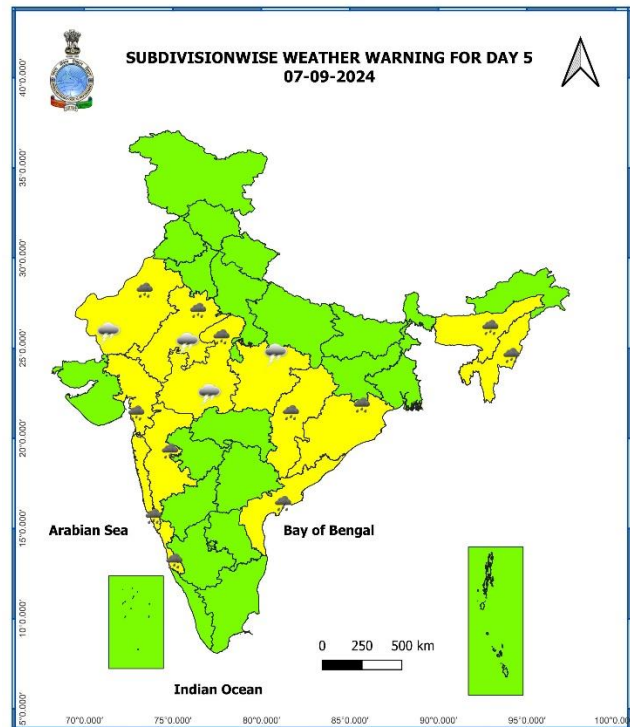 SUBDIVISIONWISE WEATHER WARNING FOR DAY 5
07-09-2024
40°0.000'
35°0.000'
30°0.000'
25°0.000'
20°0.000'
15°0.000'
10°0.000'
5°0.000'
Arabian Sea
Bay of Bengal
0 250 500 km
Indian Ocean
70°0.000' 75°0.000' 80°0.000' 85°0.000' 90°0.000' 95°0.000' 100°0.0